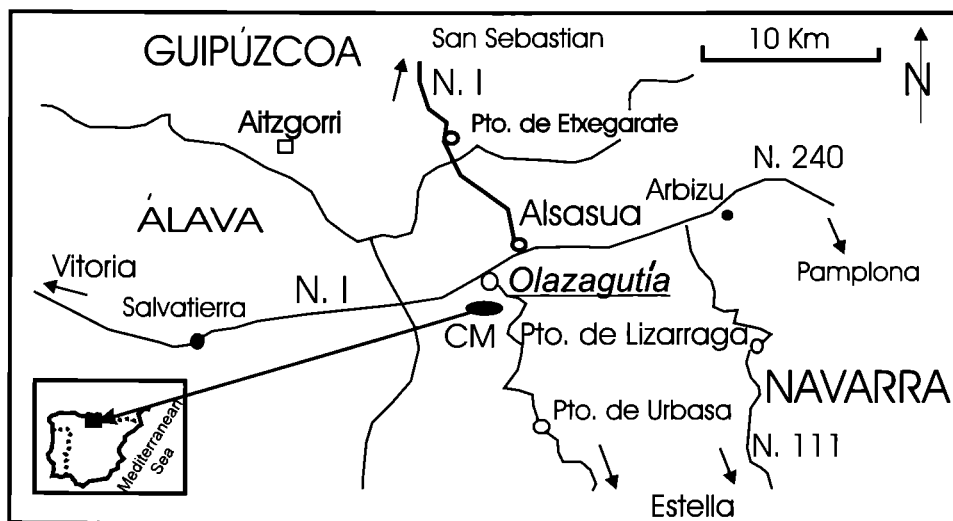 GUIPÚZCOA
San Sebastian
10 Km
N
N. I
Aitzgorri
Pto. de Etxegarate
N. 240
Arbizu
ÁLAVA
Alsasua
Vitoria
N. I
Olazagutía
Pamplona
Salvatierra
CM
Pto. de Lizarraga
NAVARRA
Pto. de Urbasa
N. 111
Estella
Mediterranean
Sea